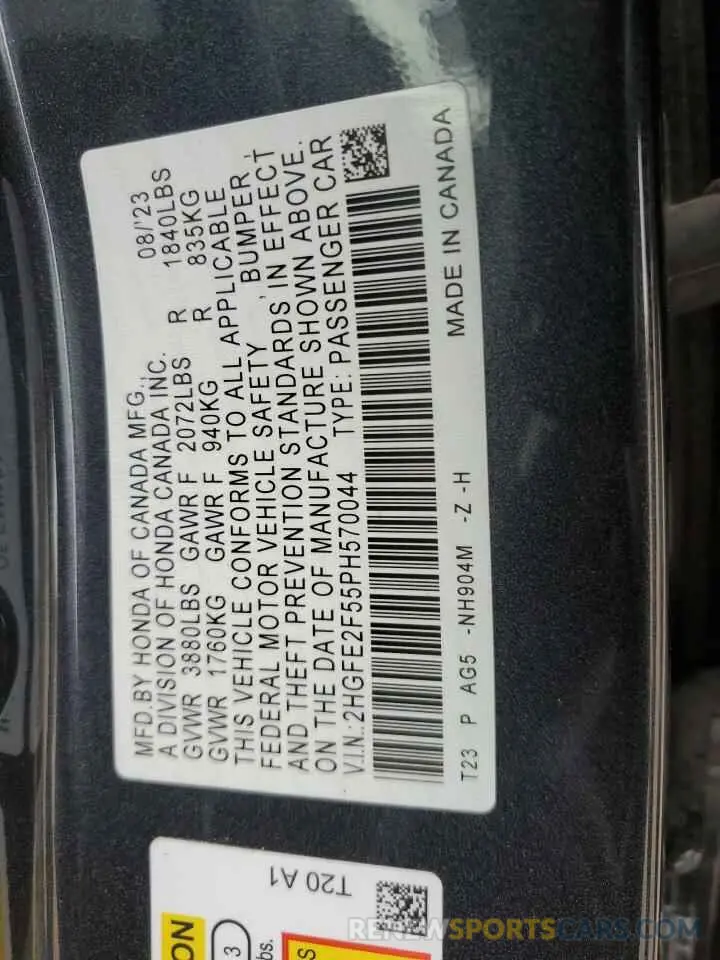 MFD.BY HONDA OF CANADA MFG., 08/'23
A DIVISION OF HONDA CANADA INC.
GVWR 3880LBS GAWR F 2072LBS R 1840LBS
GVWR 1760KG GAWR F 940KG R 835KG
THIS VEHICLE CONFORMS TO ALL APPLICABLE
FEDERAL MOTOR VEHICLE SAFETY, BUMPER,
AND THEFT PREVENTION STANDARDS IN EFFECT
ON THE DATE OF MANUFACTURE SHOWN ABOVE.
V.I.N.: 2HGFE2F55PH570044 TYPE: PASSENGER CAR
T23 P AG5 -NH904M -Z -H MADE IN CANADA
T20 A1
ON
3
bs.
S
RENEWSPORTSCARS.COM